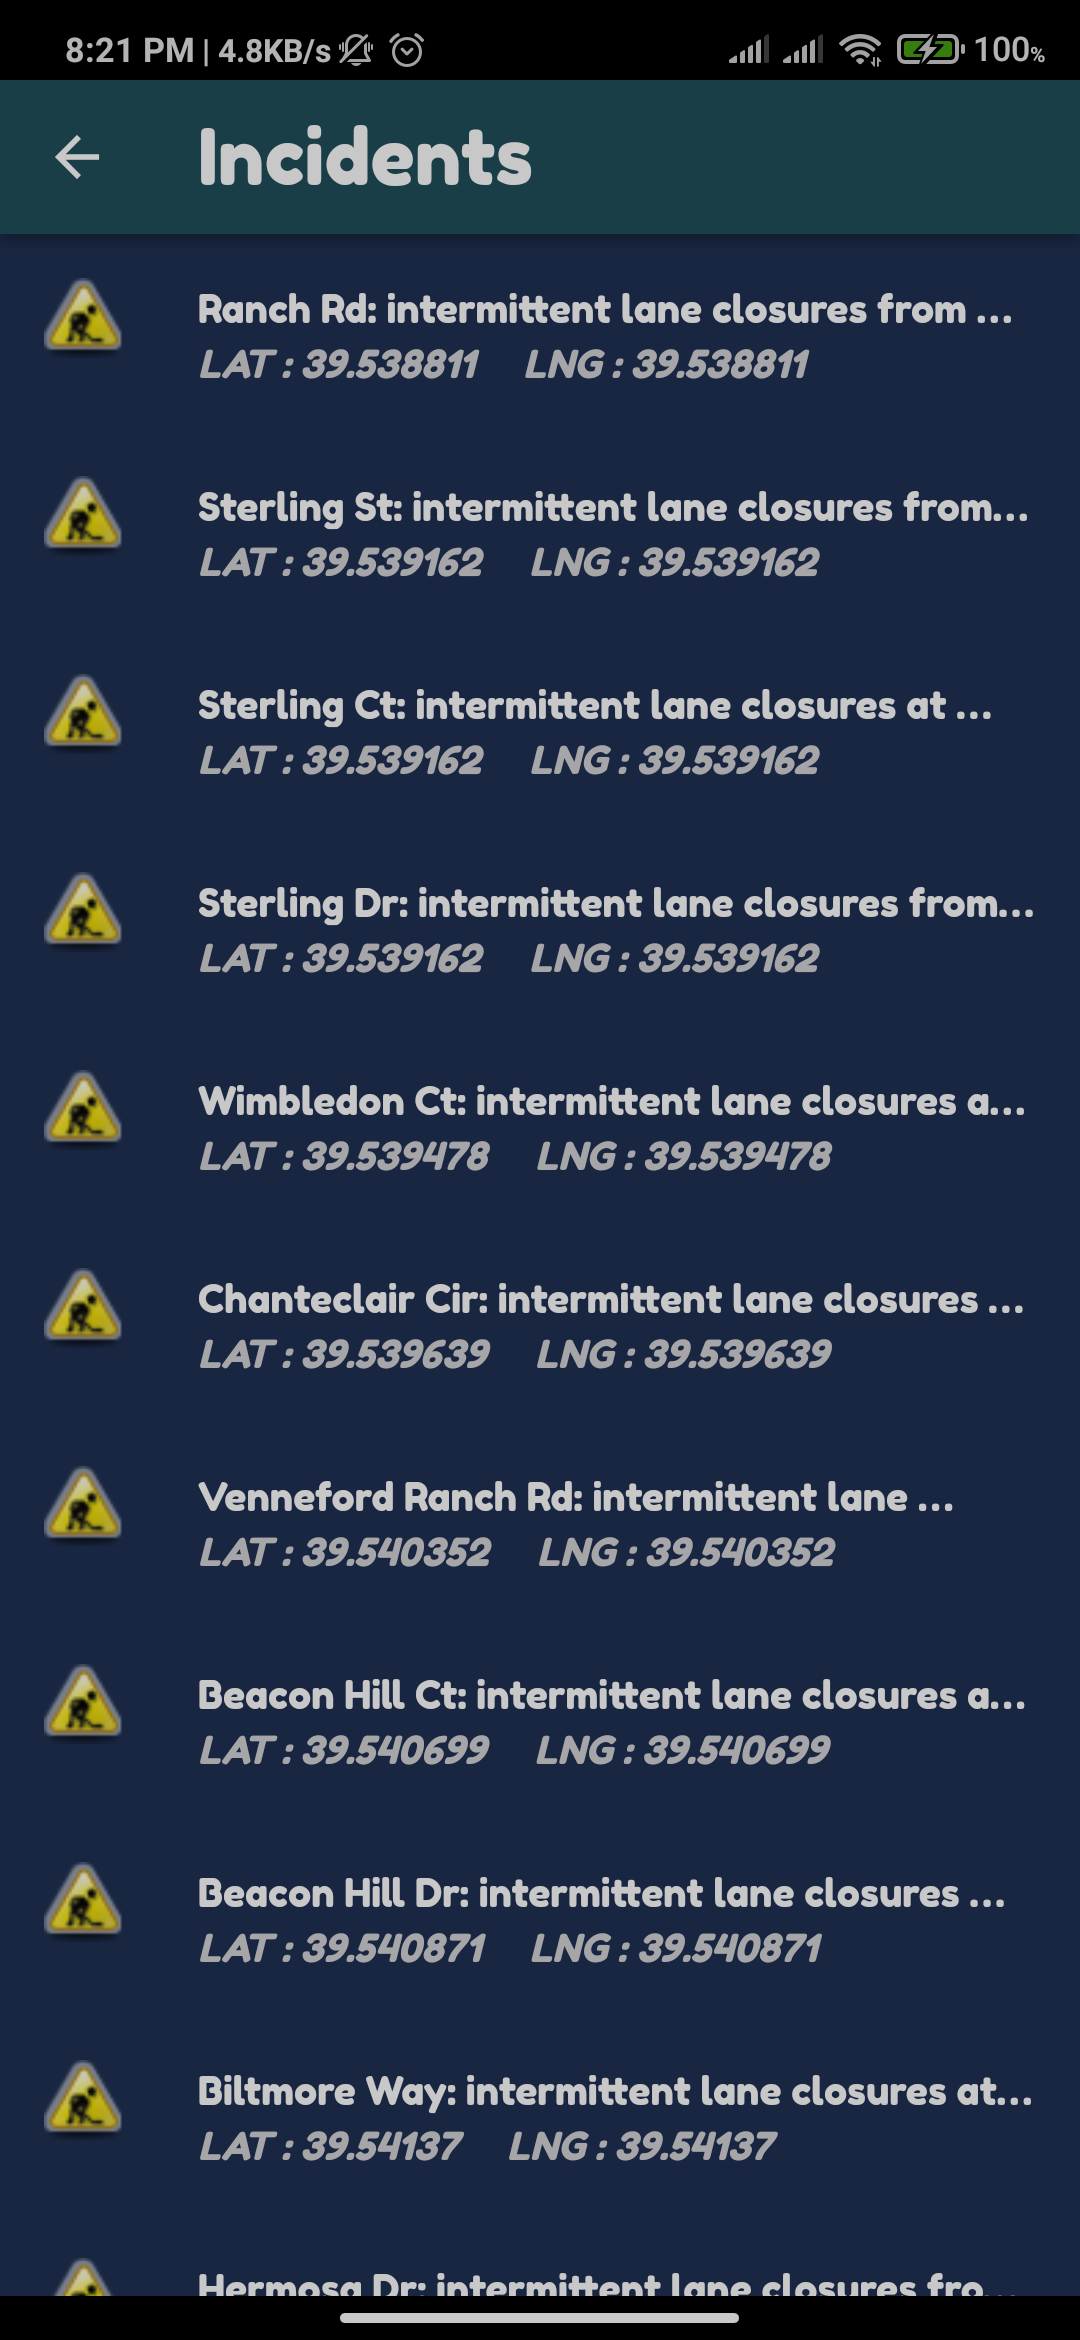 8:21 PM | 4.8KB/s 100%
Incidents
Ranch Rd: intermittent lane closures from ...
LAT : 39.538811 LNG : 39.538811
Sterling St: intermittent lane closures from...
LAT : 39.539162 LNG : 39.539162
Sterling Ct: intermittent lane closures at ...
LAT : 39.539162 LNG : 39.539162
Sterling Dr: intermittent lane closures from...
LAT : 39.539162 LNG : 39.539162
Wimbledon Ct: intermittent lane closures a...
LAT : 39.539478 LNG : 39.539478
Chanteclair Cir: intermittent lane closures ...
LAT : 39.539639 LNG : 39.539639
Venneford Ranch Rd: intermittent lane ...
LAT : 39.540352 LNG : 39.540352
Beacon Hill Ct: intermittent lane closures a...
LAT : 39.540699 LNG : 39.540699
Beacon Hill Dr: intermittent lane closures ...
LAT : 39.540871 LNG : 39.540871
Biltmore Way: intermittent lane closures at...
LAT : 39.54137 LNG : 39.54137
Hermosa Dr: intermittent lane closures fro...